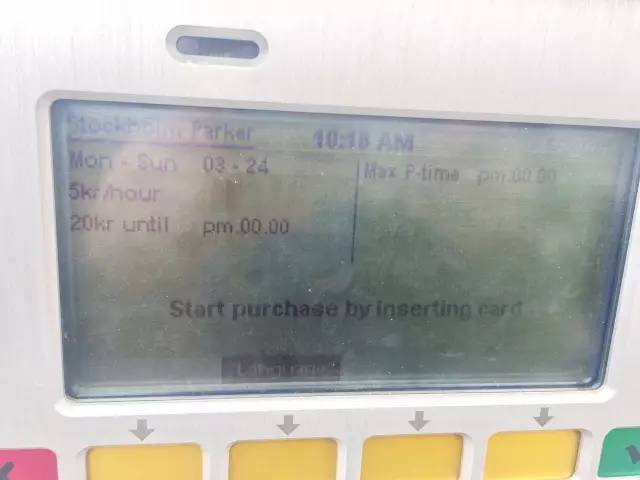 Stockholm Parker 10:18 AM
Mon - Sun 03 - 24
Max P-time pm.00.00
5kr/hour
20kr until pm.00.00
Start purchase by inserting card
Language